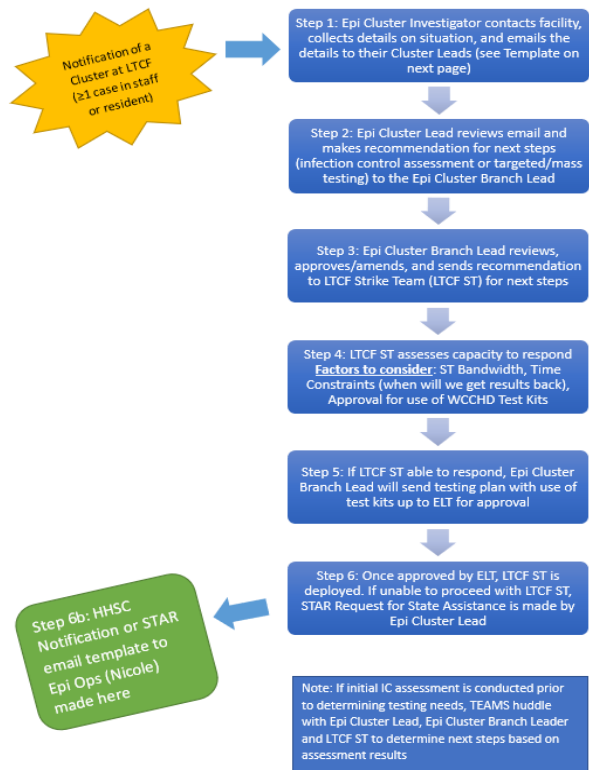 Notification of a
Cluster at LTCF
(≥1 case in staff
or resident)
Step 1: Epi Cluster Investigator contacts facility,
collects details on situation, and emails the
details to their Cluster Leads (see Template on
next page)
Step 2: Epi Cluster Lead reviews email and
makes recommendation for next steps
(infection control assessment or targeted/mass
testing) to the Epi Cluster Branch Lead
Step 3: Epi Cluster Branch Lead reviews,
approves/amends, and sends recommendation
to LTCF Strike Team (LTCF ST) for next steps
Step 4: LTCF ST assesses capacity to respond
Factors to consider: ST Bandwidth, Time
Constraints (when will we get results back),
Approval for use of WCCHD Test Kits
Step 5: If LTCF ST able to respond, Epi Cluster
Branch Lead will send testing plan with use of
test kits up to ELT for approval
Step 6: Once approved by ELT, LTCF ST is
deployed. If unable to proceed with LTCF ST,
STAR Request for State Assistance is made by
Epi Cluster Lead
Step 6b: HHSC
Notification or STAR
email template to
Epi Ops (Nicole)
made here
Note: If initial IC assessment is conducted prior
to determining testing needs, TEAMS huddle
with Epi Cluster Lead, Epi Cluster Branch Leader
and LTCF ST to determine next steps based on
assessment results